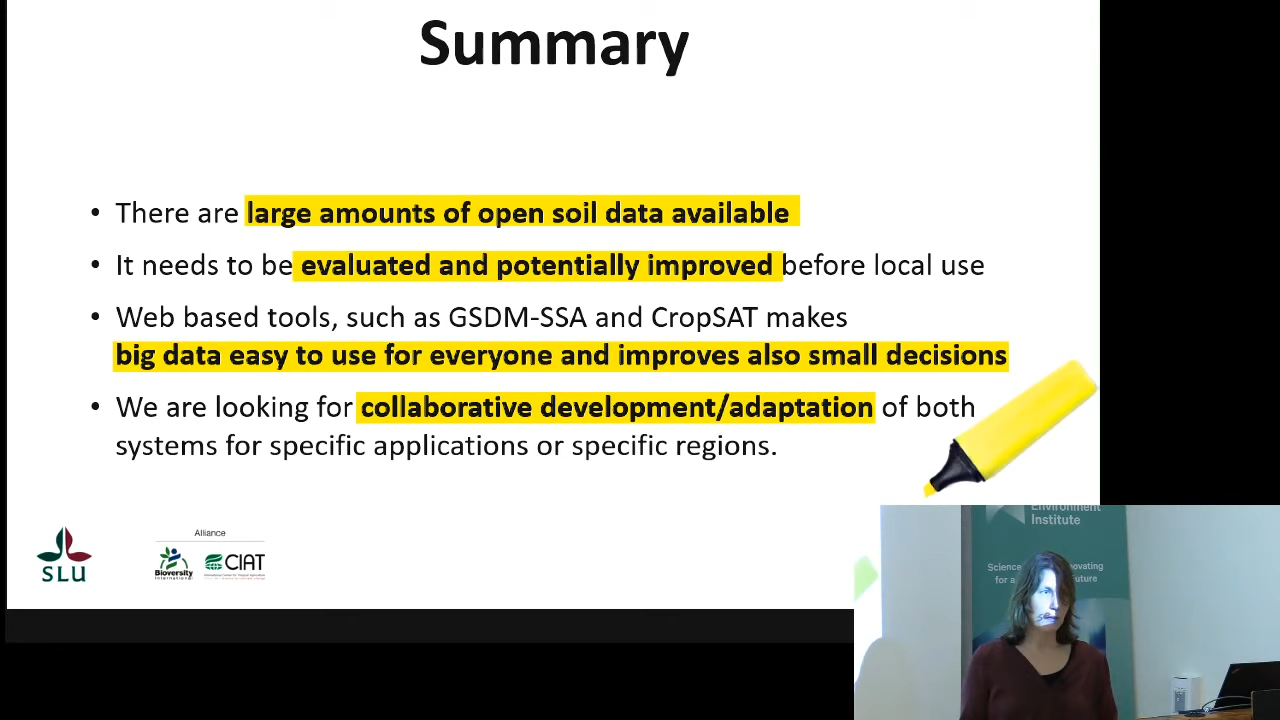 Summary
• There are large amounts of open soil data available
• It needs to be evaluated and potentially improved before local use
• Web based tools, such as GSDM-SSA and CropSAT makes
big data easy to use for everyone and improves also small decisions
• We are looking for collaborative development/adaptation of both
systems for specific applications or specific regions.
SLU
Alliance
Bioversity
International
CIAT
Environment
Institute
Science
for a